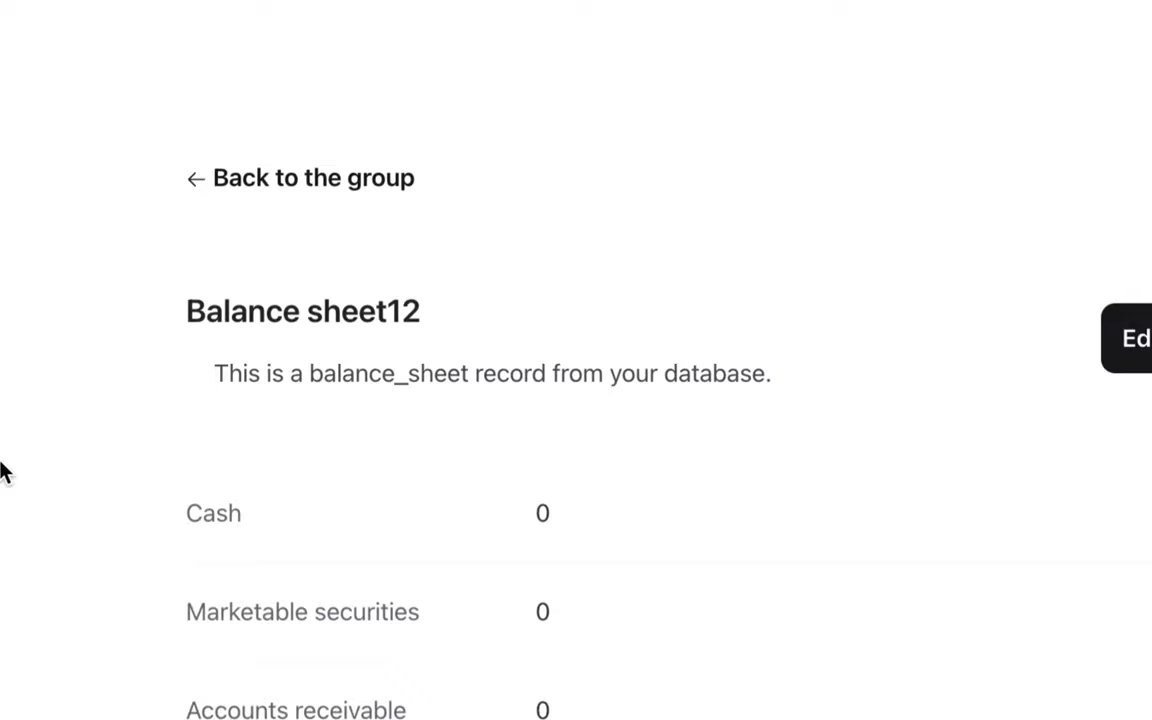 ← Back to the group
Balance sheet12
Ed
This is a balance_sheet record from your database.
Cash 0
Marketable securities 0
Accounts receivable 0